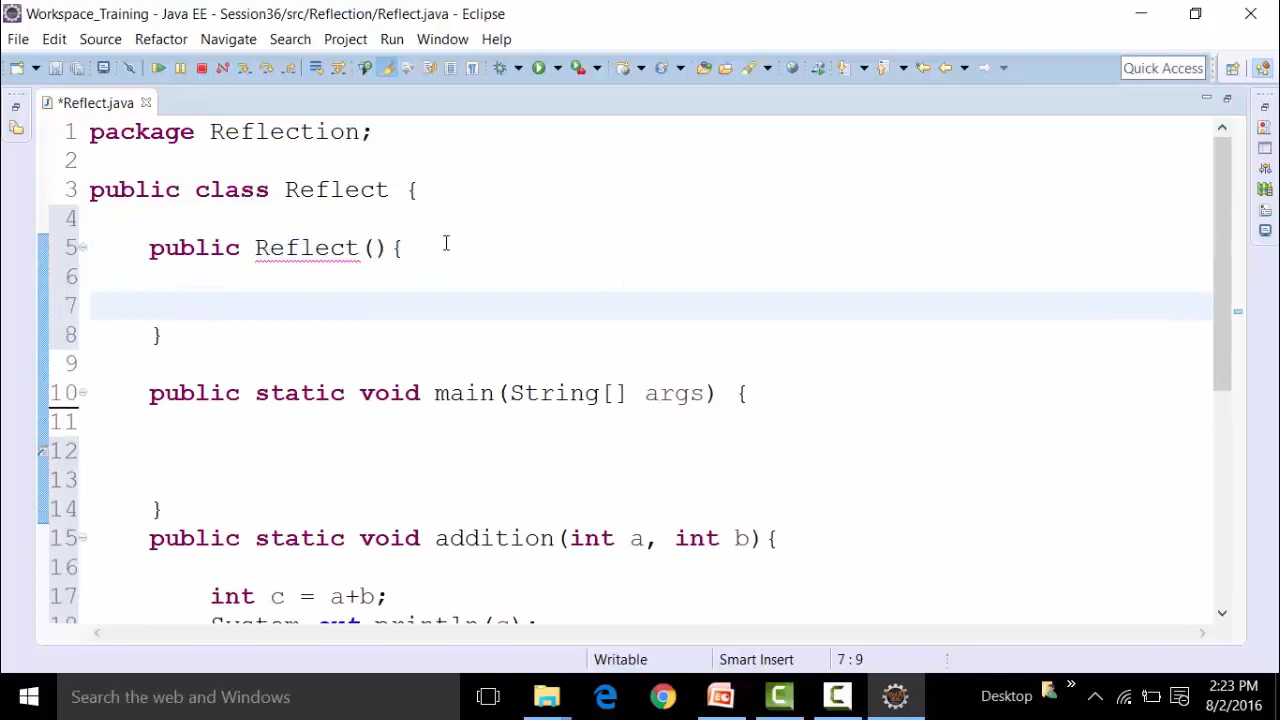 Workspace_Training - Java EE - Session36/src/Reflection/Reflect.java - Eclipse
File Edit Source Refactor Navigate Search Project Run Window Help
Quick Access
*Reflect.java
1 package Reflection;
2
3 public class Reflect {
4
5 public Reflect(){
6
7
8 }
9
10 public static void main(String[] args) {
11
12
13
14 }
15 public static void addition(int a, int b){
16
17 int c = a+b;
18 System.out.println(c);
Writable Smart Insert 7 : 9
Search the web and Windows
Desktop
2:23 PM
8/2/2016